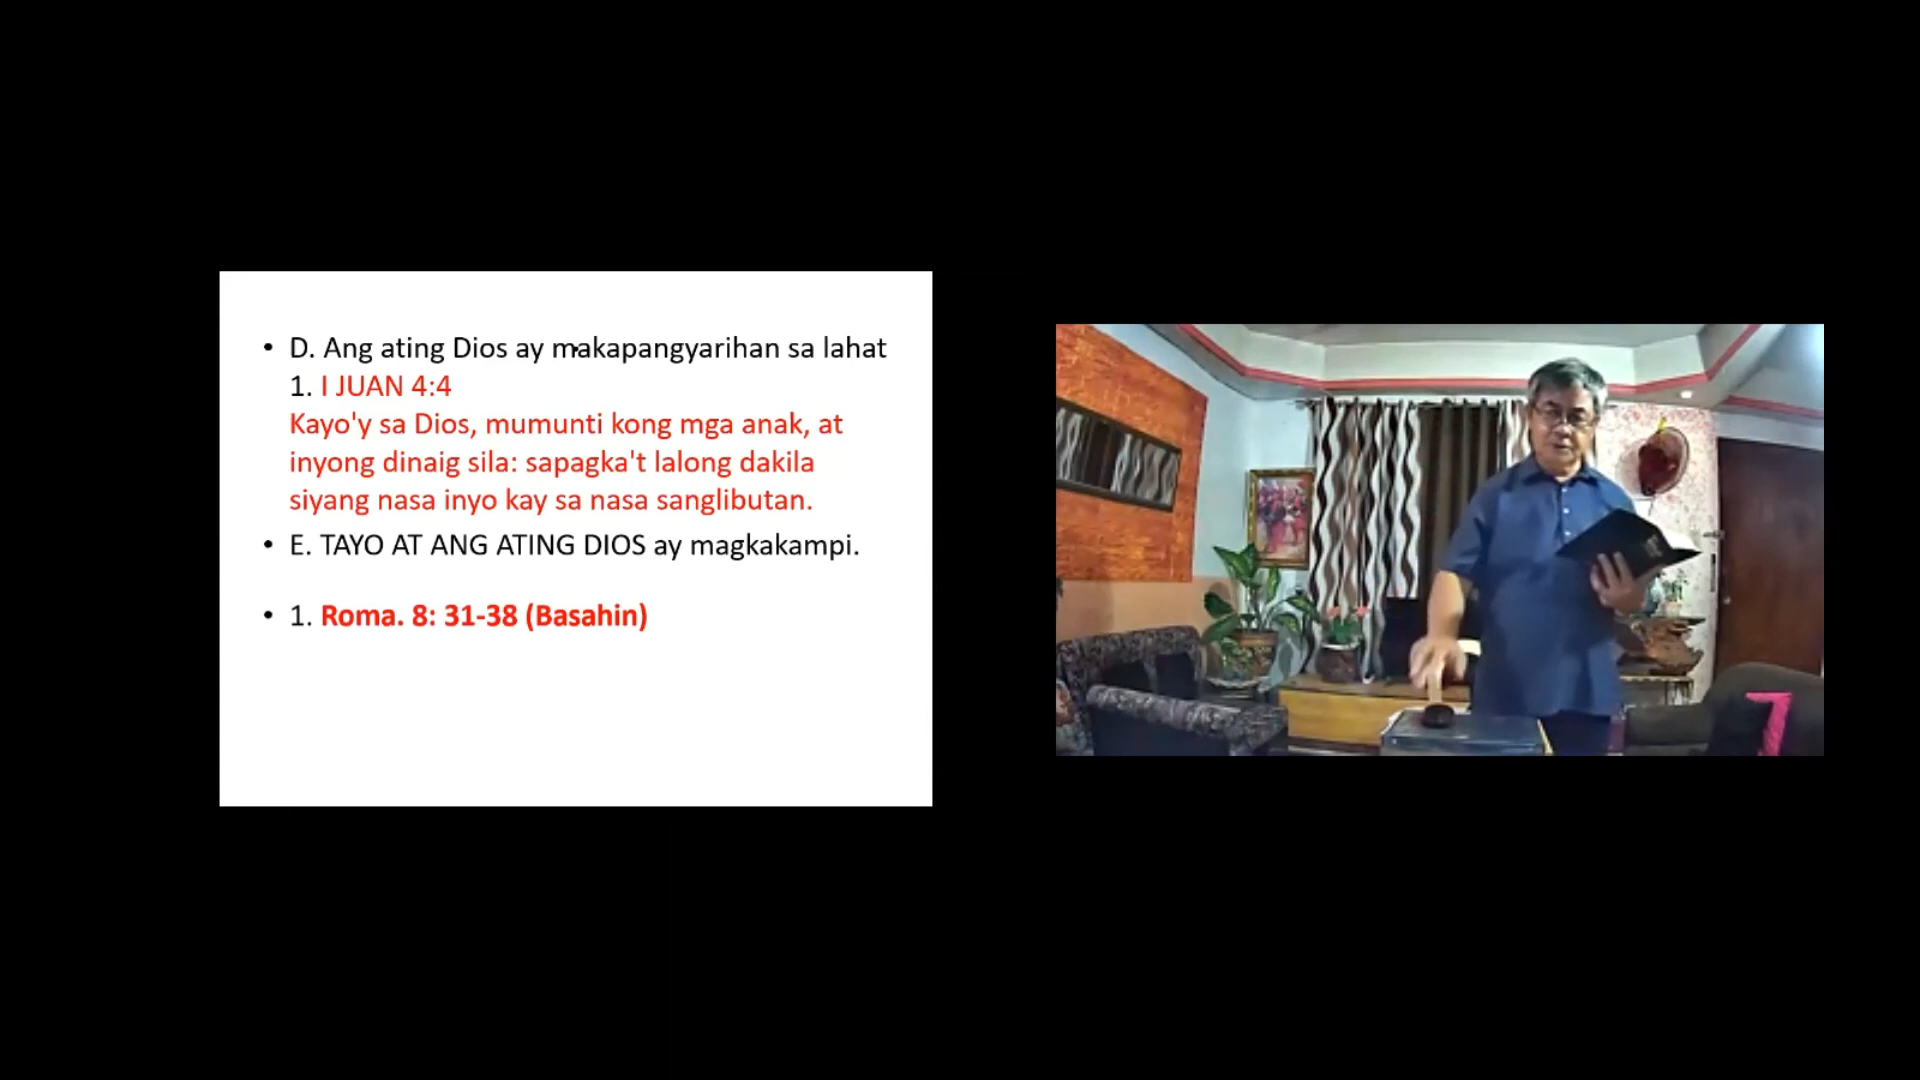 • D. Ang ating Dios ay makapangyarihan sa lahat
1. I JUAN 4:4
Kayo'y sa Dios, mumunti kong mga anak, at
inyong dinaig sila: sapagka't lalong dakila
siyang nasa inyo kay sa nasa sanglibutan.
• E. TAYO AT ANG ATING DIOS ay magkakampi.
• 1. Roma. 8: 31-38 (Basahin)